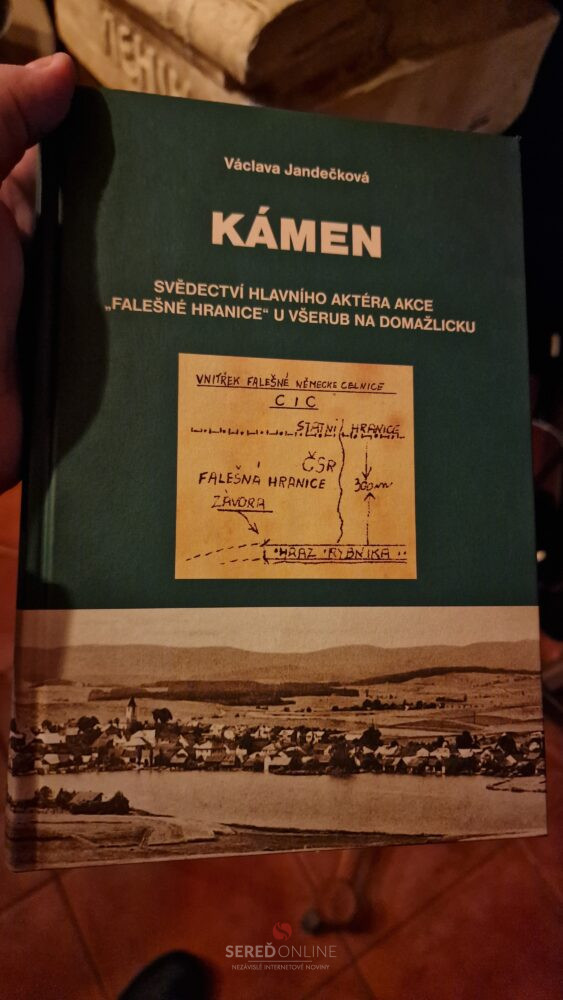 Václava Jandečková
KÁMEN
SVĚDECTVÍ HLAVNÍHO AKTÉRA AKCE
„FALEŠNÉ HRANICE“ U VŠERUB NA DOMAŽLICKU
VNITŘEK FALEŠNÉ NĚMECKÉ CELNICE
CIC
STÁTNÍ HRANICE
ČSR
FALEŠNÁ HRANICE
300m
ZÁVORA
HRÁZ RYBNÍKA
SEREĎONLINE
NEZÁVISLÉ INTERNETOVÉ NOVINY